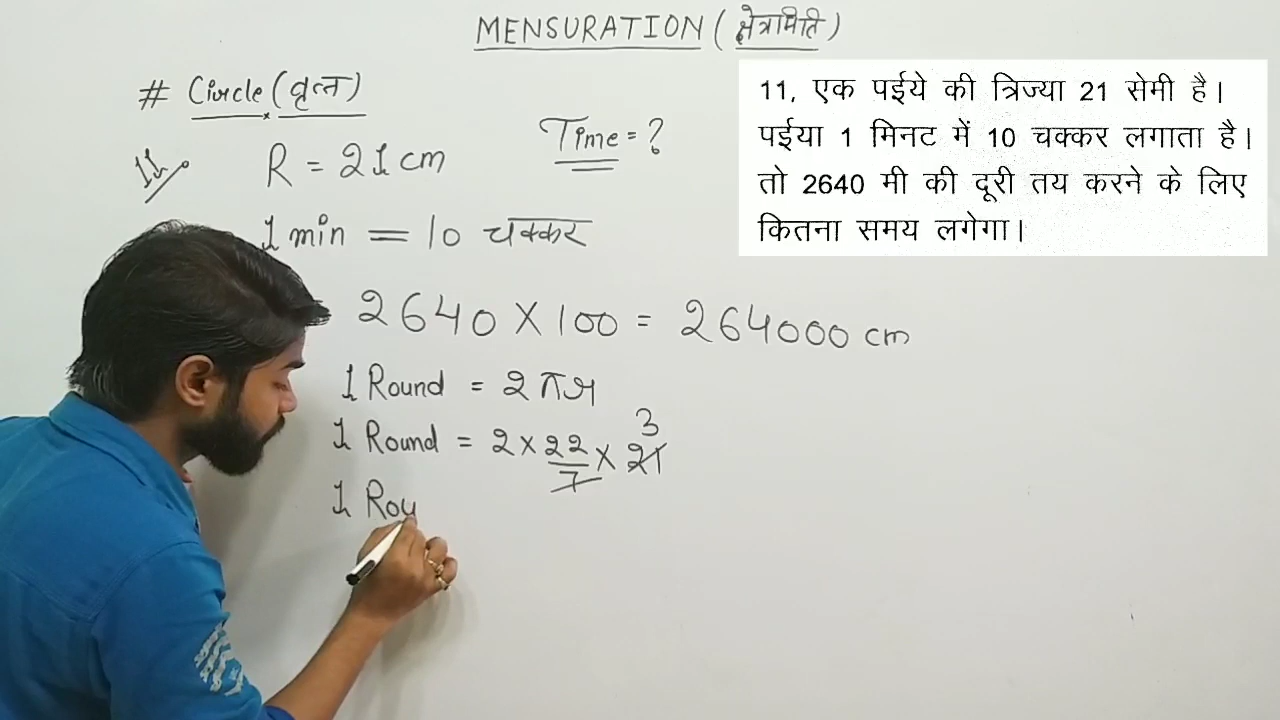 MENSURATION (क्षेत्रामिति)
# Circle (वृत्त)
11.
R = 21 cm
Time = ?
1 min = 10 चक्कर
11, एक पईये की त्रिज्या 21 सेमी है।
पईया 1 मिनट में 10 चक्कर लगाता है।
तो 2640 मी की दूरी तय करने के लिए
कितना समय लगेगा।
2640 X 100 = 264000 cm
1 Round = 2πr
1 Round = 2 × 22/7 × 21 3
1 Rou